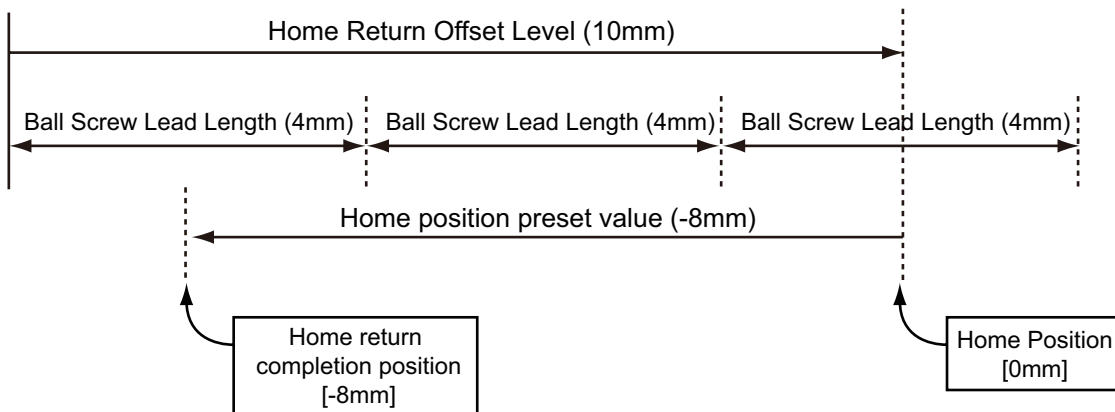 Home Return Offset Level (10mm)
Ball Screw Lead Length (4mm)
Ball Screw Lead Length (4mm)
Ball Screw Lead Length (4mm)
Home position preset value (-8mm)
Home return
completion position
[-8mm]
Home Position
[0mm]